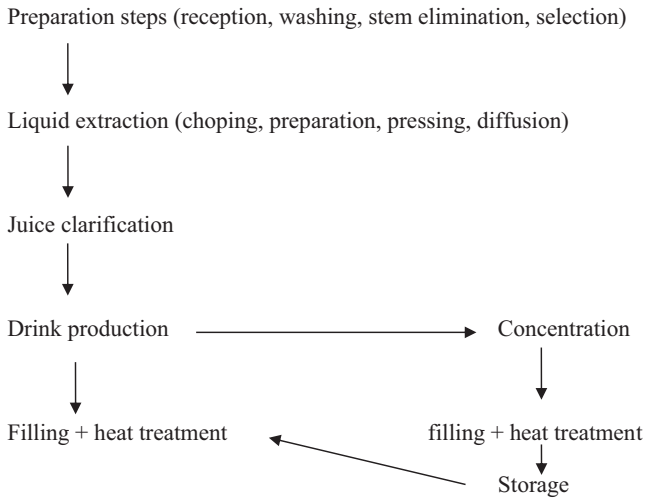 Preparation steps (reception, washing, stem elimination, selection)
Liquid extraction (choping, preparation, pressing, diffusion)
Juice clarification
Drink production
Concentration
Filling + heat treatment
filling + heat treatment
Storage